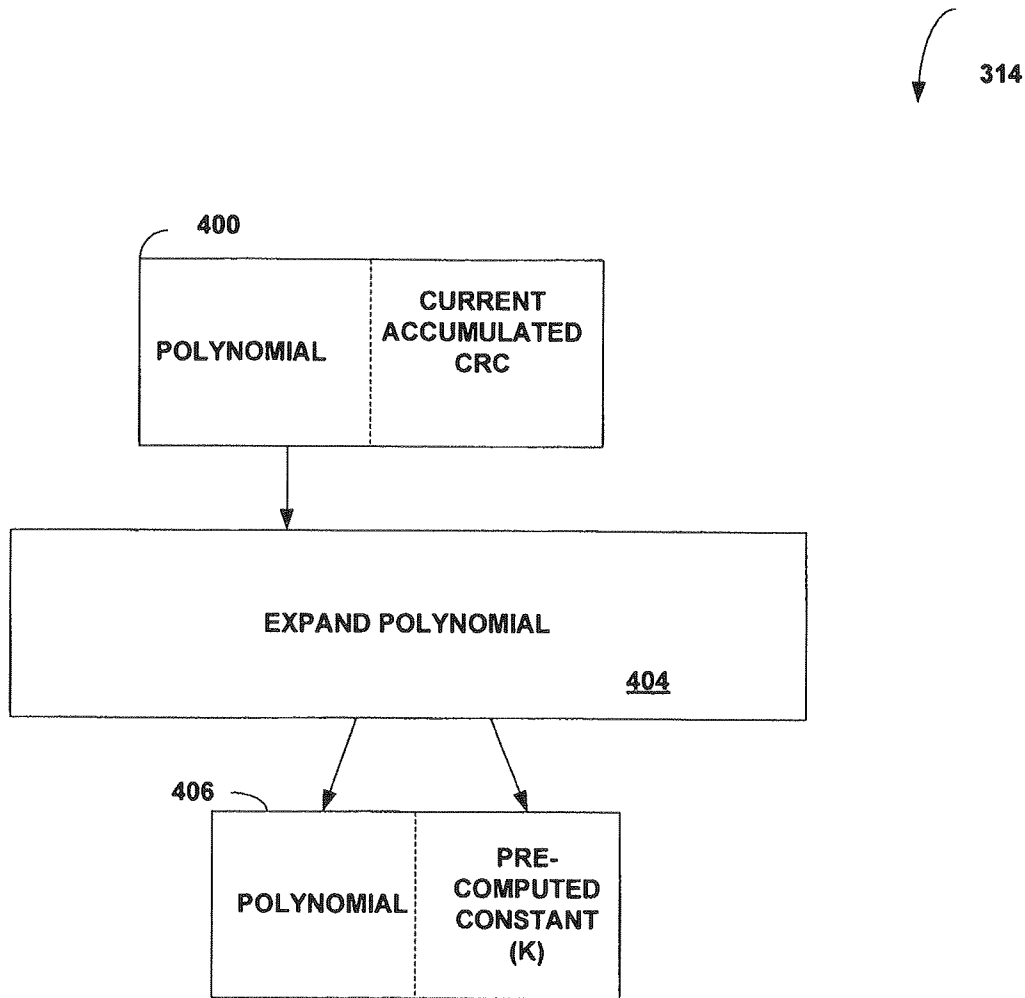 314
400
POLYNOMIAL
CURRENT
ACCUMULATED
CRC
EXPAND POLYNOMIAL
404
406
POLYNOMIAL
PRE-
COMPUTED
CONSTANT
(K)